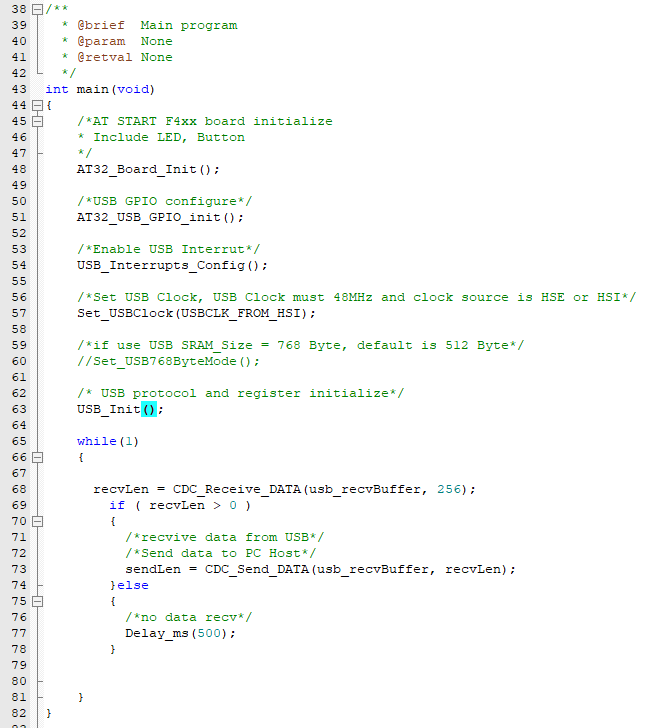 38 /**
39 * @brief Main program
40 * @param None
41 * @retval None
42 */
43 int main(void)
44 {
45 /*AT START F4xx board initialize
46 * Include LED, Button
47 */
48 AT32_Board_Init();
49
50 /*USB GPIO configure*/
51 AT32_USB_GPIO_init();
52
53 /*Enable USB Interrut*/
54 USB_Interrupts_Config();
55
56 /*Set USB Clock, USB Clock must 48MHz and clock source is HSE or HSI*/
57 Set_USBClock(USBCLK_FROM_HSI);
58
59 /*if use USB SRAM_Size = 768 Byte, default is 512 Byte*/
60 //Set_USB768ByteMode();
61
62 /* USB protocol and register initialize*/
63 USB_Init();
64
65 while(1)
66 {
67
68 recvLen = CDC_Receive_DATA(usb_recvBuffer, 256);
69 if ( recvLen > 0 )
70 {
71 /*recvive data from USB*/
72 /*Send data to PC Host*/
73 sendLen = CDC_Send_DATA(usb_recvBuffer, recvLen);
74 }else
75 {
76 /*no data recv*/
77 Delay_ms(500);
78 }
79
80
81 }
82 }